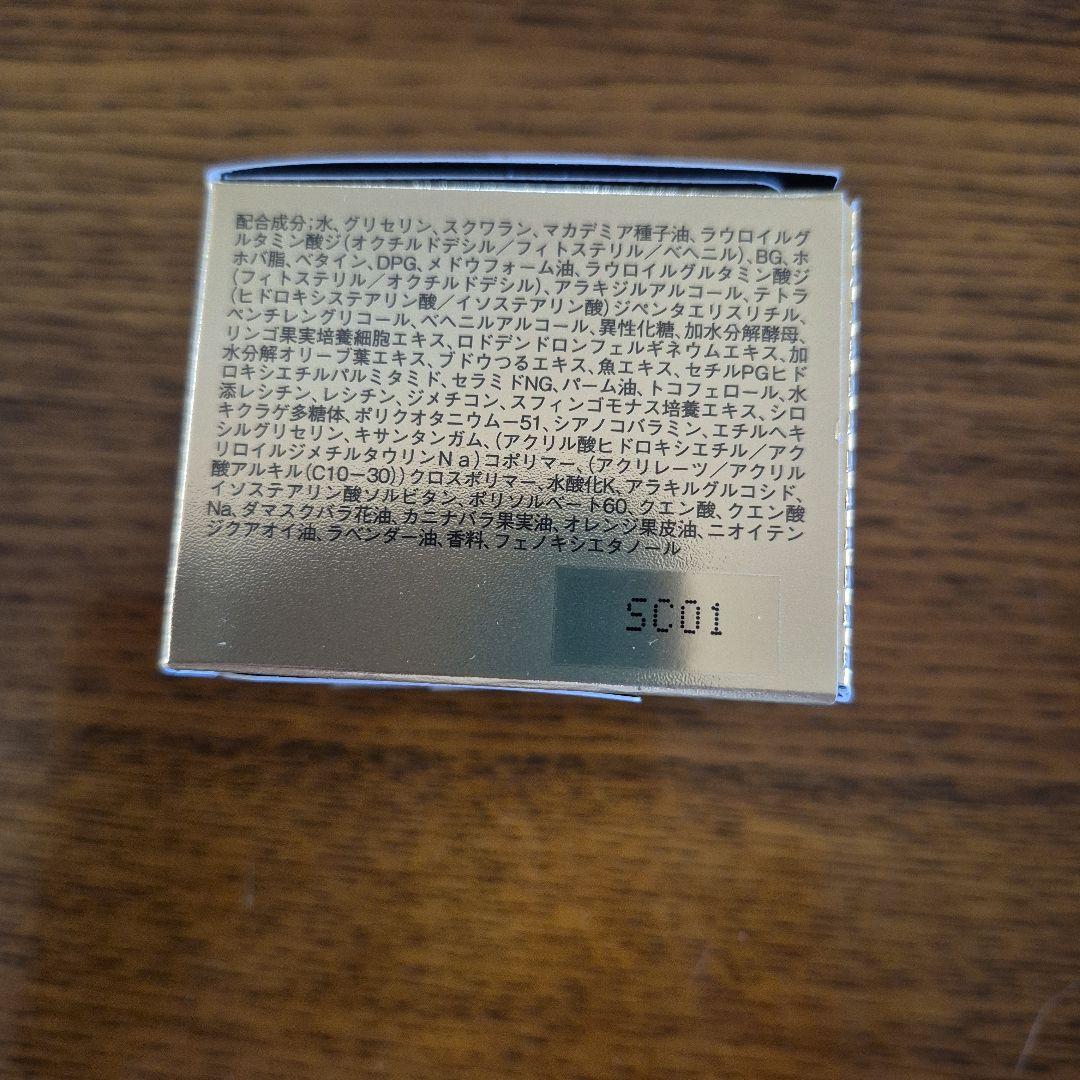 配合成分;水、グリセリン、スクワラン、マカデミア種子油、ラウロイルグ
ルタミン酸ジ(オクチルドデシル／フィトステリル／ベヘニル)、BG、ホ
ホバ脂、ベタイン、DPG、メドウフォーム油、ラウロイルグルタミン酸ジ
(フィトステリル／オクチルドデシル)、アラキジルアルコール、テトラ
(ヒドロキシステアリン酸／イソステアリン酸)ジペンタエリスリチル、
ペンチレングリコール、ベヘニルアルコール、異性化糖、加水分解酵母、
リンゴ果実培養細胞エキス、ロドデンドロンフェルギネウムエキス、加
水分解オリーブ葉エキス、ブドウつるエキス、魚エキス、セチルPGヒド
ロキシエチルパルミタミド、セラミドNG、パーム油、トコフェロール、水
添レシチン、レシチン、ジメチコン、スフィンゴモナス培養エキス、シロ
キクラゲ多糖体、ポリクオタニウムー51、シアノコバラミン、エチルヘキ
シルグリセリン、キサンタンガム、(アクリル酸ヒドロキシエチル／アク
リロイルジメチルタウリンNa)コポリマー、(アクリレーツ／アクリル
酸アルキル(C10ー30))クロスポリマー、水酸化K、アラキルグルコシド、
イソステアリン酸ソルビタン、ポリソルベート60、クエン酸、クエン酸
Na、ダマスクバラ花油、カニナバラ果実油、オレンジ果皮油、ニオイテン
ジクアオイ油、ラベンダー油、香料、フェノキシエタノール
SC01